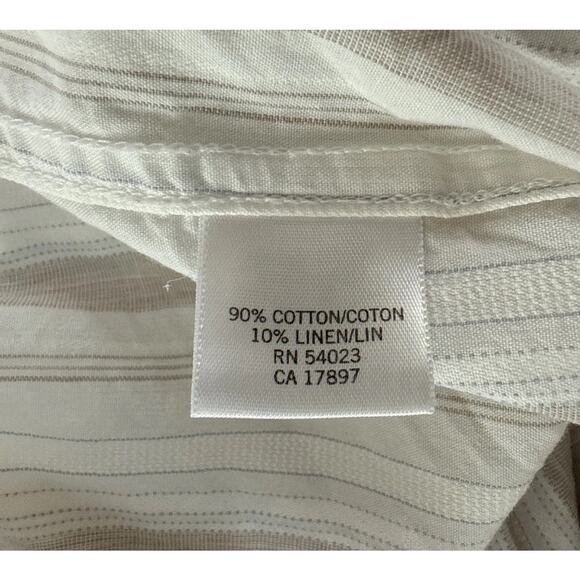 90% COTTON/COTON
10% LINEN/LIN
RN 54023
CA 17897